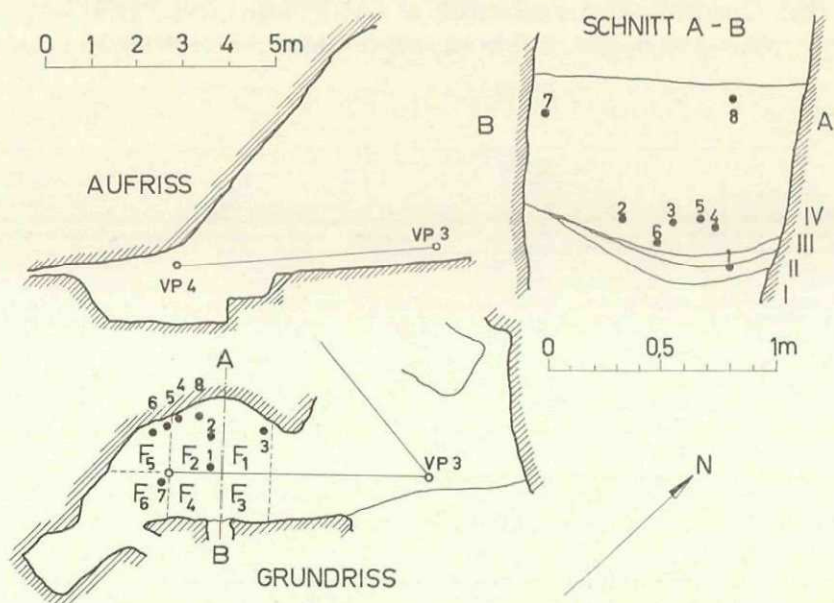 0 1 2 3 4 5m
AUFRISS
VP 3
VP 4
SCHNITT A - B
7
8
B
A
2
3
5
4
6
1
IV
III
II
I
0 0,5 1m
A
6
5
4
8
2
3
F5
F2
1
F1
VP 3
F6
7
F4
F3
B
N
GRUNDRISS